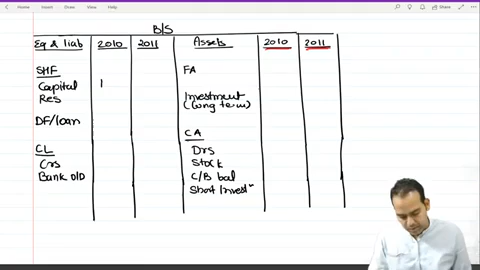 B/S
Eq & liab 2010 2011 Assets 2010 2011
SHF FA
Capital 1
Res Investment
(long term)
DF/loan
CA
Drs
CL Stock
Crs C/B bal
Bank O/D Short Invest"